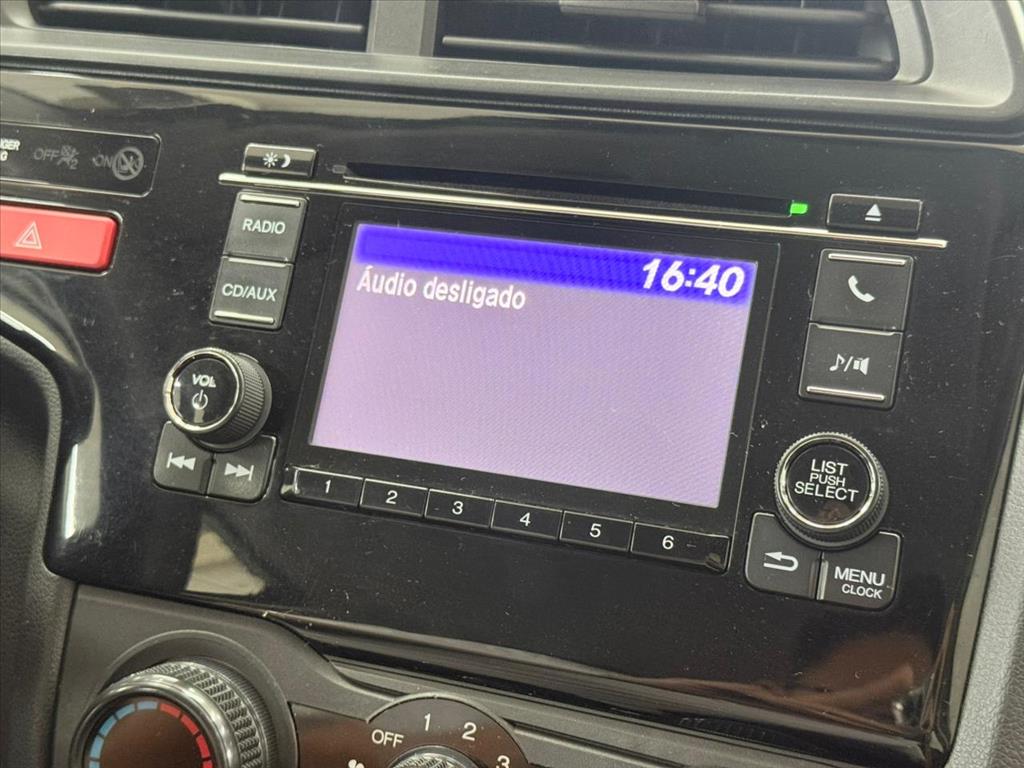 OFF ON
RADIO
CD/AUX
16:40
Áudio desligado
VOL
LIST
PUSH
SELECT
1 2 3 4 5 6
MENU
CLOCK
OFF 1 2 3